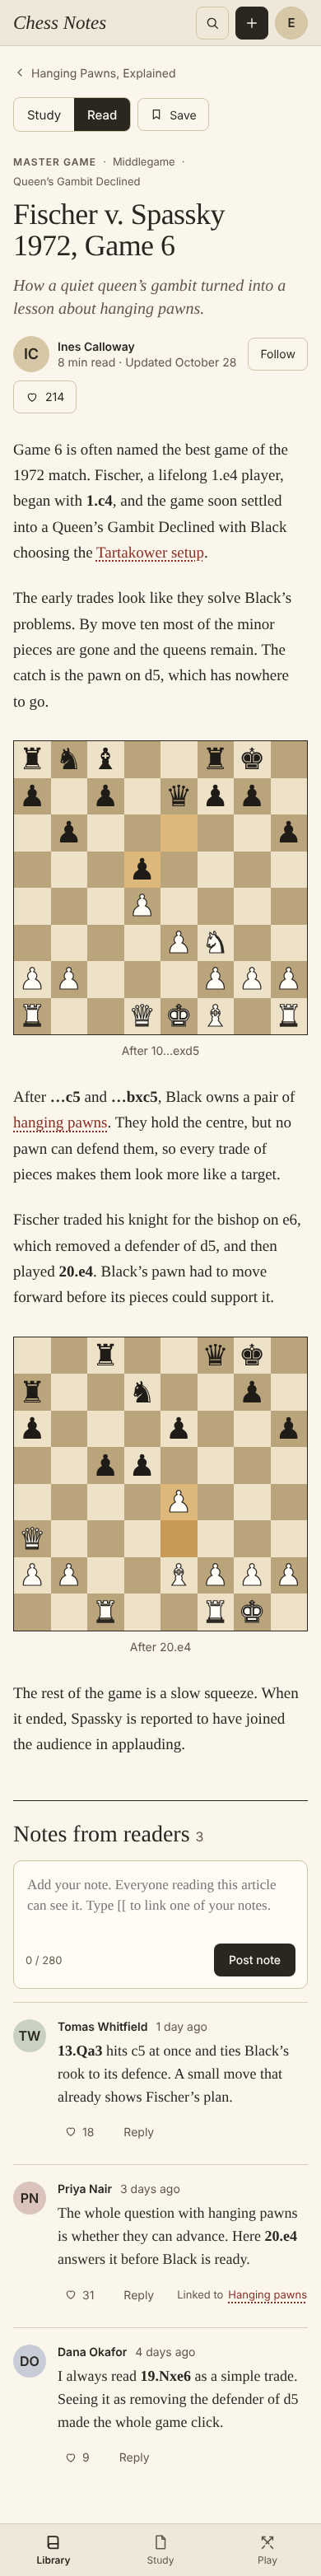 Chess Notes
E
Hanging Pawns, Explained
Study Read Save
MASTER GAME · Middlegame ·
Queen's Gambit Declined
Fischer v. Spassky
1972, Game 6
How a quiet queen's gambit turned into a
lesson about hanging pawns.
IC
Ines Calloway
8 min read · Updated October 28
Follow
214
Game 6 is often named the best game of the
1972 match. Fischer, a lifelong 1.e4 player,
began with 1.c4, and the game soon settled
into a Queen's Gambit Declined with Black
choosing the Tartakower setup.
The early trades look like they solve Black's
problems. By move ten most of the minor
pieces are gone and the queens remain. The
catch is the pawn on d5, which has nowhere
to go.
After 10...exd5
After …c5 and …bxc5, Black owns a pair of
hanging pawns. They hold the centre, but no
pawn can defend them, so every trade of
pieces makes them look more like a target.
Fischer traded his knight for the bishop on e6,
which removed a defender of d5, and then
played 20.e4. Black's pawn had to move
forward before its pieces could support it.
After 20.e4
The rest of the game is a slow squeeze. When
it ended, Spassky is reported to have joined
the audience in applauding.
Notes from readers 3
Add your note. Everyone reading this article
can see it. Type [[ to link one of your notes.
0 / 280
Post note
TW
Tomas Whitfield 1 day ago
13.Qa3 hits c5 at once and ties Black's
rook to its defence. A small move that
already shows Fischer's plan.
18 Reply
PN
Priya Nair 3 days ago
The whole question with hanging pawns
is whether they can advance. Here 20.e4
answers it before Black is ready.
31 Reply Linked to Hanging pawns
DO
Dana Okafor 4 days ago
I always read 19.Nxe6 as a simple trade.
Seeing it as removing the defender of d5
made the whole game click.
9 Reply
Library Study Play